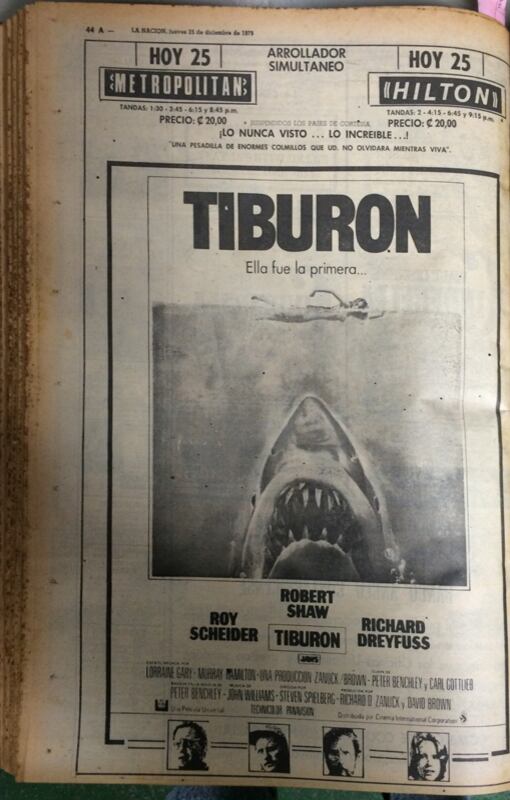 44 A — LA NACION, Jueves 25 de diciembre de 1975
HOY 25
METROPOLITAN
TANDAS: 1:30 - 3:45 - 6:15 y 8:45 p.m.
PRECIO: ₡ 20,00
ARROLLADOR
SIMULTANEO
HOY 25
HILTON
TANDAS: 2 - 4:15 - 6:45 y 9:15 p.m.
PRECIO: ₡ 20,00
• SUSPENDIDOS LOS PASES DE CORTESIA
¡LO NUNCA VISTO ... LO INCREIBLE...!
"UNA PESADILLA DE ENORMES COLMILLOS QUE UD. NO OLVIDARA MIENTRAS VIVA".
TIBURON
Ella fue la primera...
ROBERT
SHAW
ROY
SCHEIDER
TIBURON
RICHARD
DREYFUSS
JAWS
LORRAINE GARY · MURRAY HAMILTON · UNA PRODUCCION ZANUCK/BROWN · PETER BENCHLEY y CARL GOTTLIEB
PETER BENCHLEY · JOHN WILLIAMS · STEVEN SPIELBERG · RICHARD D. ZANUCK y DAVID BROWN
Una Película Universal
TECHNICOLOR PANAVISION
Distribuida por Cinema International Corporation